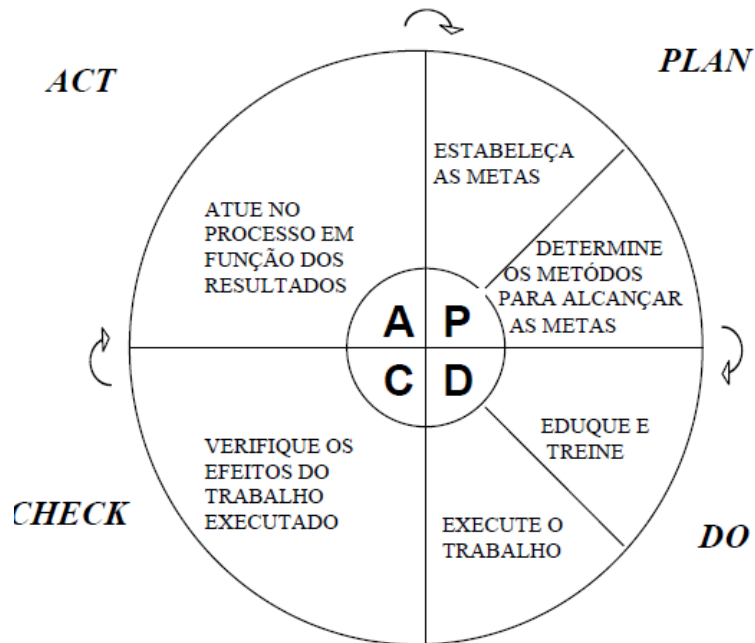 ACT
PLAN
ESTABELEÇA
AS METAS
ATUE NO
PROCESSO EM
FUNÇÃO DOS
RESULTADOS
DETERMINE
OS METÓDOS
PARA ALCANÇAR
AS METAS
A P
C D
EDUQUE E
TREINE
VERIFIQUE OS
EFEITOS DO
TRABALHO
EXECUTADO
EXECUTE O
TRABALHO
CHECK
DO